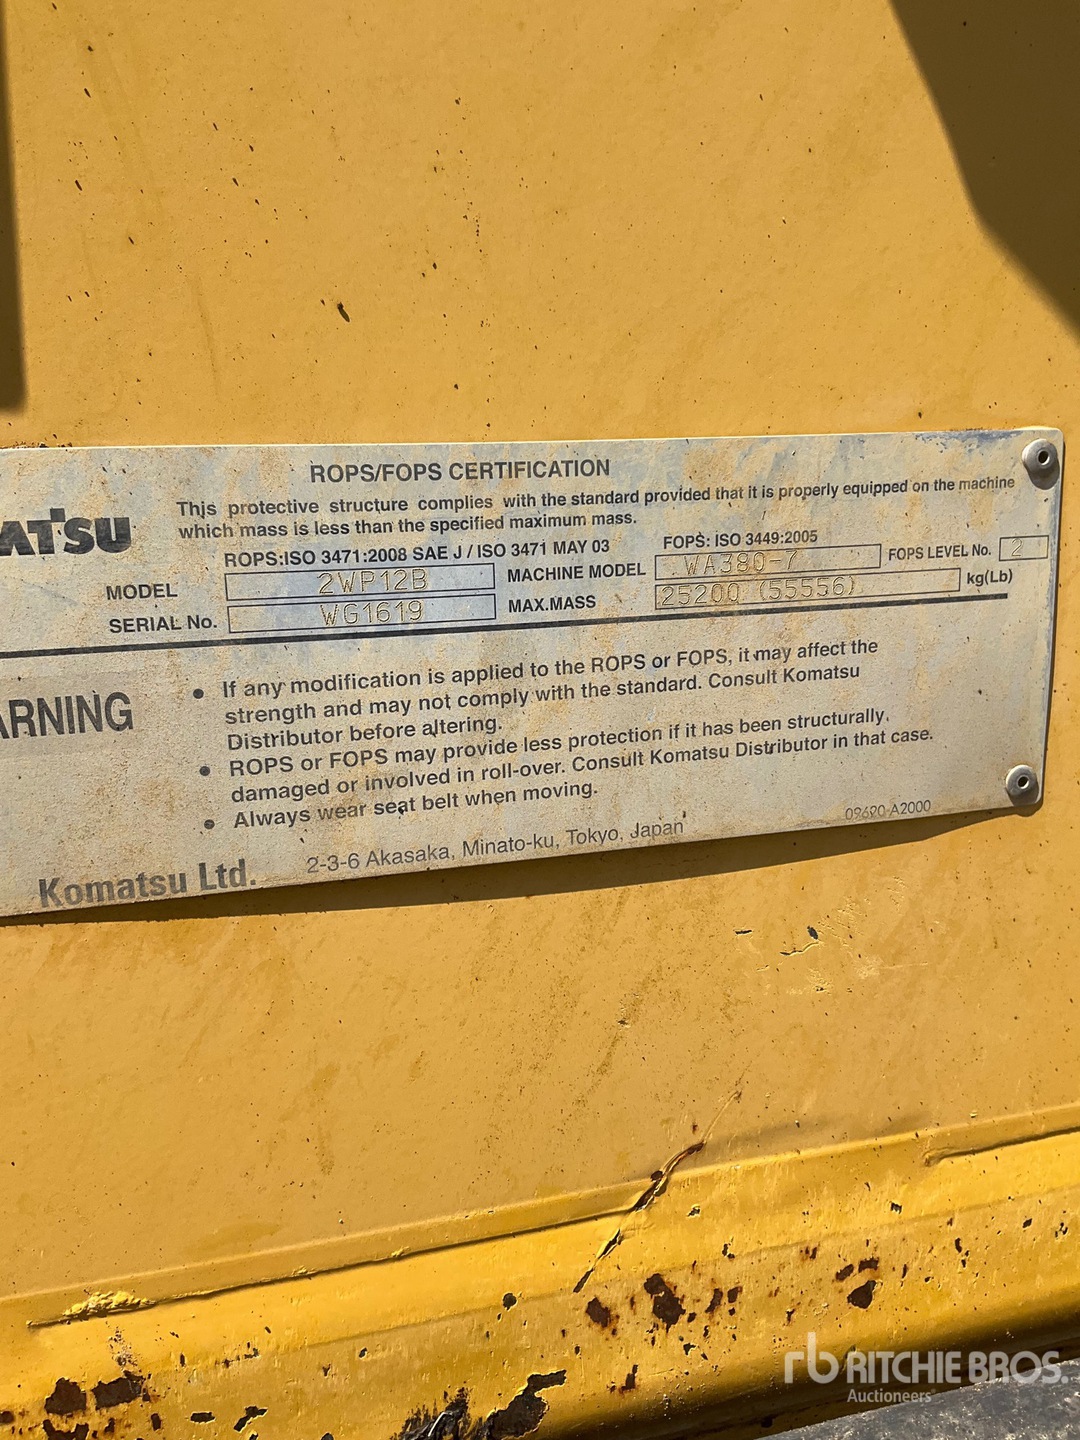 ROPS/FOPS CERTIFICATION
This protective structure complies with the standard provided that it is properly equipped on the machine
which mass is less than the specified maximum mass.
ATSU
ROPS:ISO 3471:2008 SAE J / ISO 3471 MAY 03 FOPS: ISO 3449:2005
MODEL 2WP12B MACHINE MODEL WA380-7 FOPS LEVEL No. 2
SERIAL No. WG1619 MAX.MASS 25200 (55556) kg(Lb)
ARNING
• If any modification is applied to the ROPS or FOPS, it may affect the
strength and may not comply with the standard. Consult Komatsu
Distributor before altering.
• ROPS or FOPS may provide less protection if it has been structurally
damaged or involved in roll-over. Consult Komatsu Distributor in that case.
• Always wear seat belt when moving.
Komatsu Ltd. 2-3-6 Akasaka, Minato-ku, Tokyo, Japan
09620-A2000
rb RITCHIE BROS.
Auctioneers